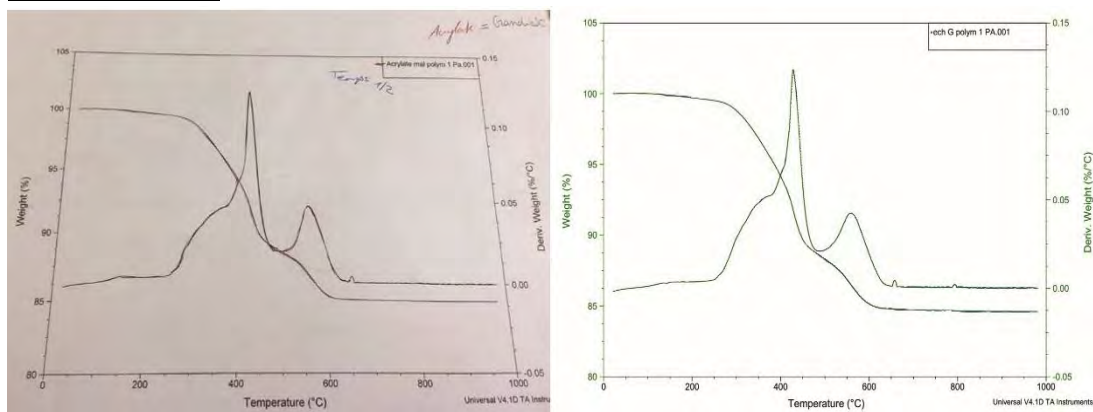 Acrylate = Grand-duc
Temps 1/2
Acrylate mal polym 1 Pa.001
105
100
95
90
85
80
Weight (%)
0
200
400
600
800
1000
Temperature (°C)
0.15
0.10
0.05
0.00
-0.05
Deriv. Weight (%/°C)
Universal V4.1D TA Instruments
ech G polym 1 PA.001
105
100
95
90
85
80
Weight (%)
0
200
400
600
800
1000
Temperature (°C)
0.15
0.10
0.05
0.00
-0.05
Deriv. Weight (%/°C)
Universal V4.1D TA Instruments